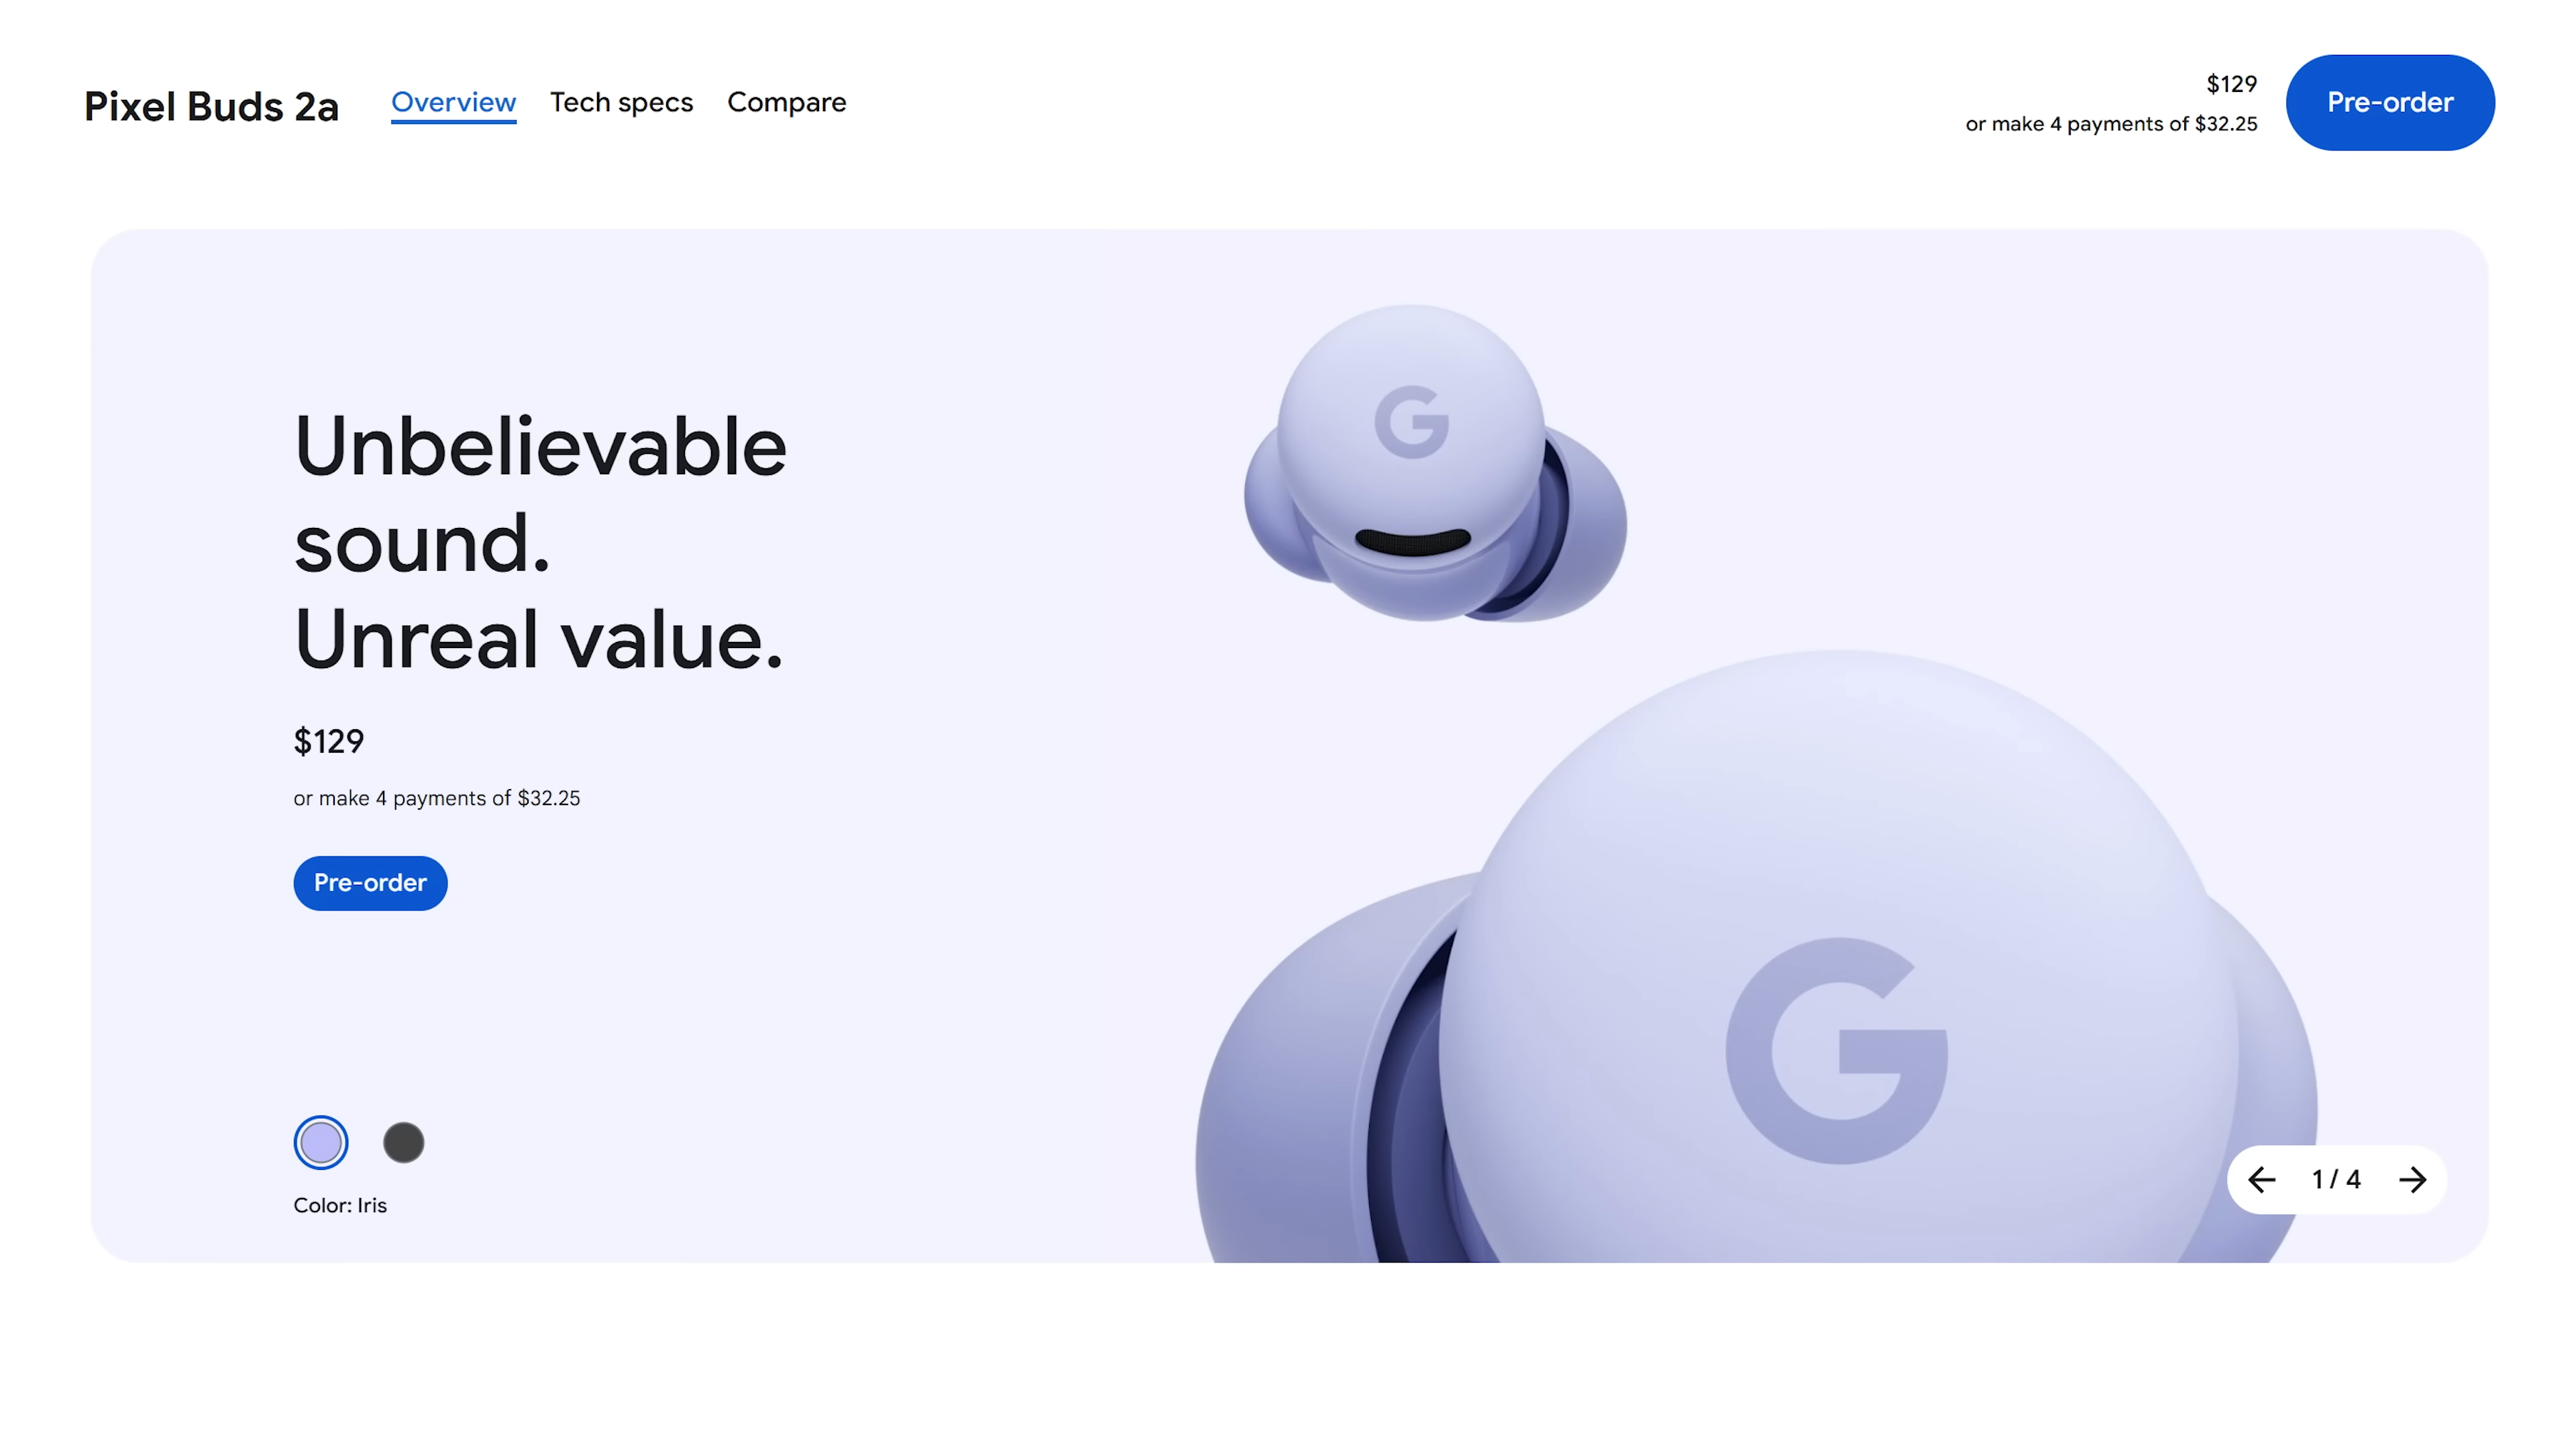 Pixel Buds 2a
Overview
Tech specs
Compare
$129
or make 4 payments of $32.25
Pre-order
Unbelievable
sound.
Unreal value.
$129
or make 4 payments of $32.25
Pre-order
Color: Iris
G
G
1 / 4